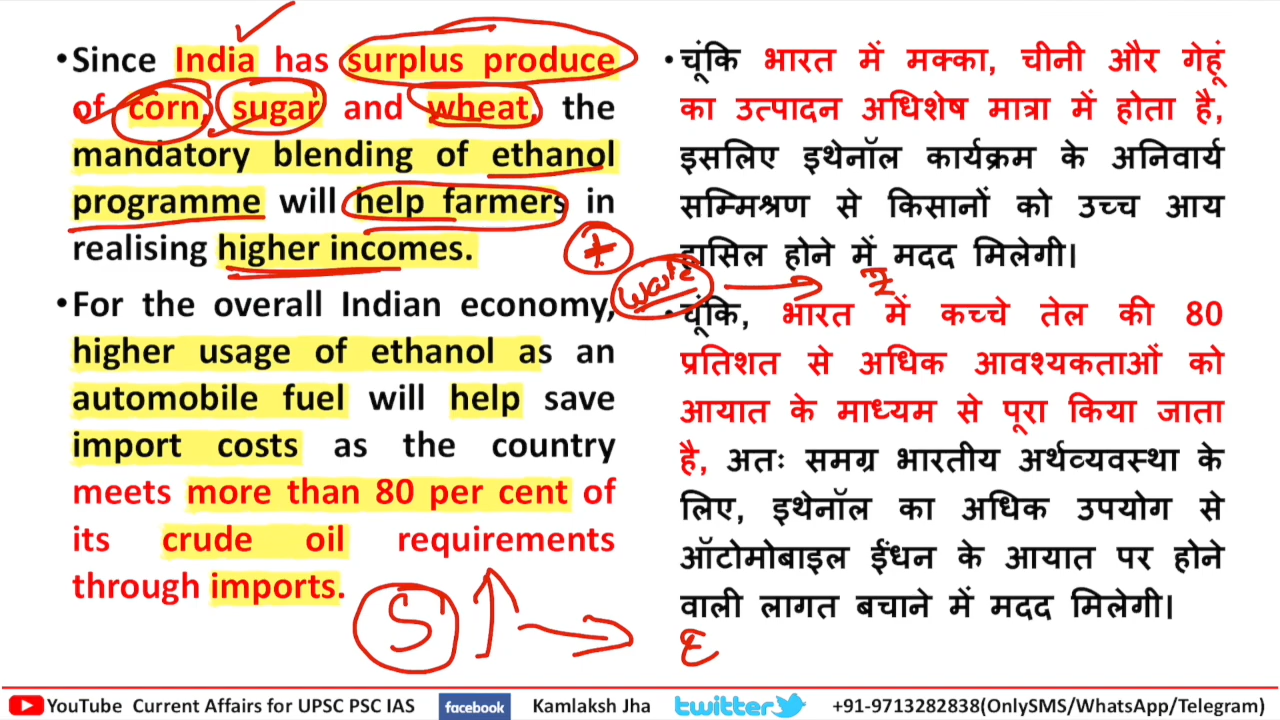 • Since India has surplus produce
of corn, sugar and wheat, the
mandatory blending of ethanol
programme will help farmers in
realising higher incomes.
• For the overall Indian economy,
higher usage of ethanol as an
automobile fuel will help save
import costs as the country
meets more than 80 per cent of
its crude oil requirements
through imports.
S
• चूंकि भारत में मक्का, चीनी और गेहूं
का उत्पादन अधिशेष मात्रा में होता है,
इसलिए इथेनॉल कार्यक्रम के अनिवार्य
सम्मिश्रण से किसानों को उच्च आय
हासिल होने में मदद मिलेगी।
• चूंकि, भारत में कच्चे तेल की 80
प्रतिशत से अधिक आवश्यकताओं को
आयात के माध्यम से पूरा किया जाता
है, अतः समग्र भारतीय अर्थव्यवस्था के
लिए, इथेनॉल का अधिक उपयोग से
ऑटोमोबाइल ईंधन के आयात पर होने
वाली लागत बचाने में मदद मिलेगी।
YouTube Current Affairs for UPSC PSC IAS facebook Kamlaksh Jha twitter +91-9713282838(OnlySMS/WhatsApp/Telegram)